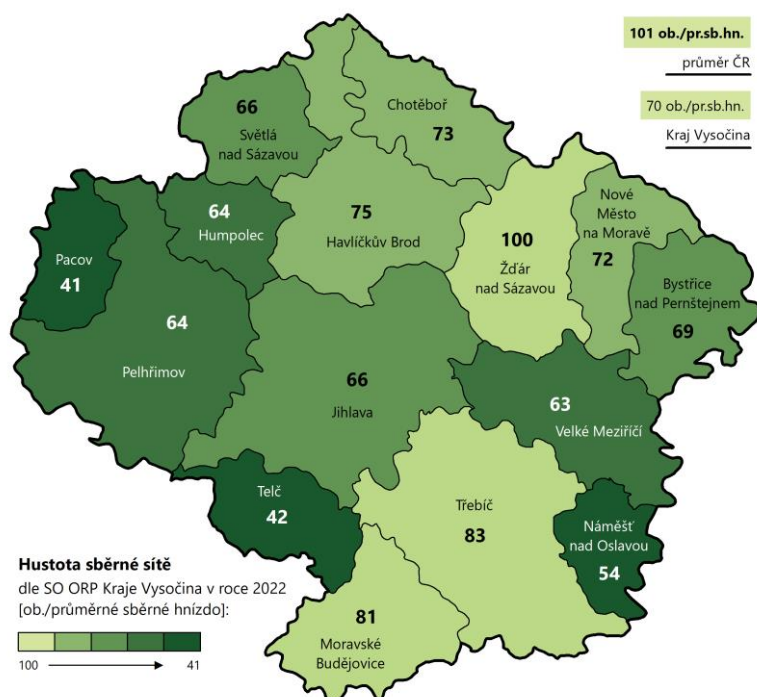 101 ob./pr.sb.hn.
průměr ČR
70 ob./pr.sb.hn.
Kraj Vysočina
66
Světlá
nad Sázavou
Chotěboř
73
64
Humpolec
75
Havlíčkův Brod
100
Žďár
nad Sázavou
Nové
Město
na Moravě
72
Bystřice
nad Pernštejnem
69
Pacov
41
64
Pelhřimov
66
Jihlava
63
Velké Meziříčí
Telč
42
Třebíč
83
Náměšť
nad Oslavou
54
81
Moravské
Budějovice
Hustota sběrné sítě
dle SO ORP Kraje Vysočina v roce 2022
[ob./průměrné sběrné hnízdo]:
100 41